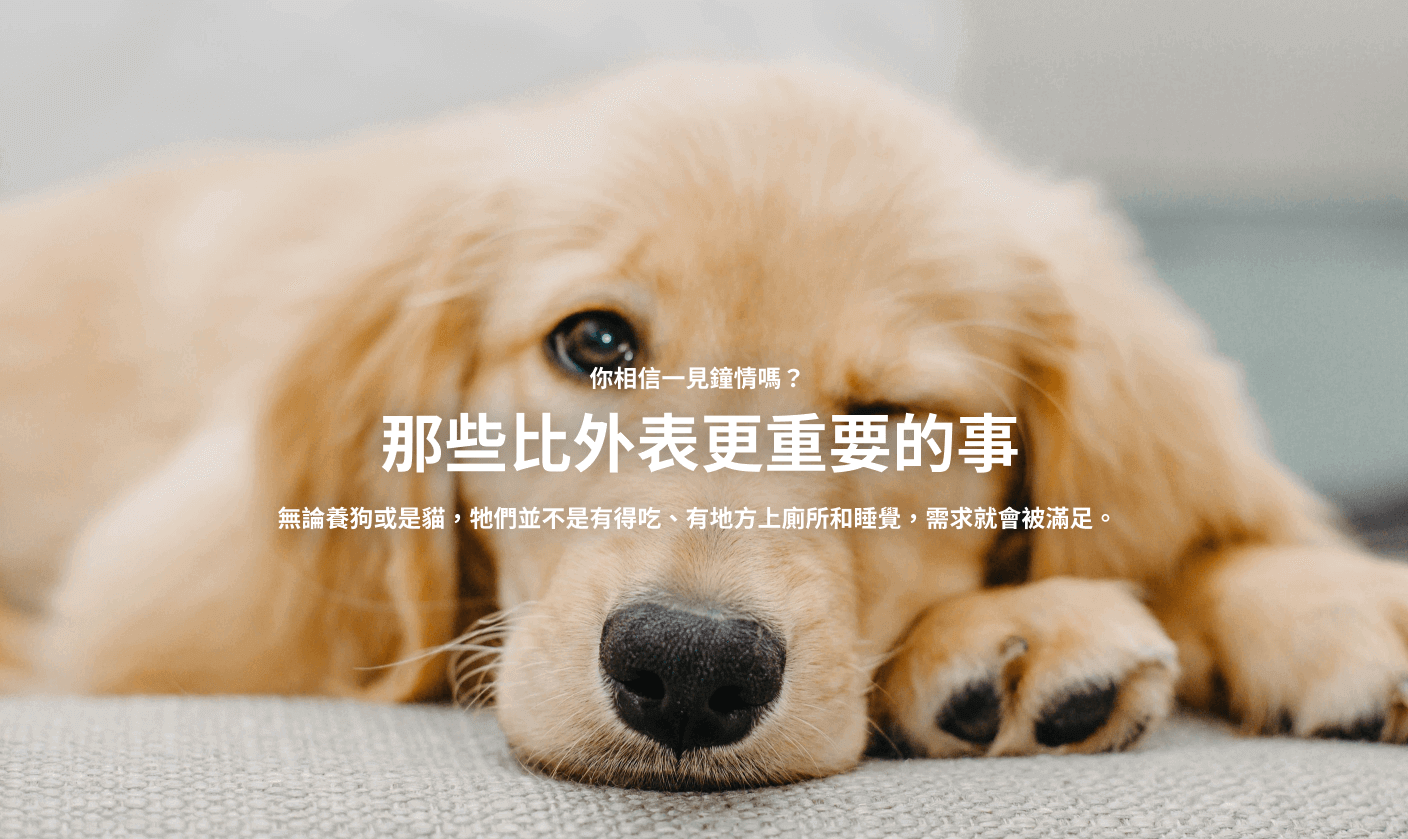 你相信一見鐘情嗎？
那些比外表更重要的事
無論養狗或是貓，牠們並不是有得吃、有地方上廁所和睡覺，需求就會被滿足。